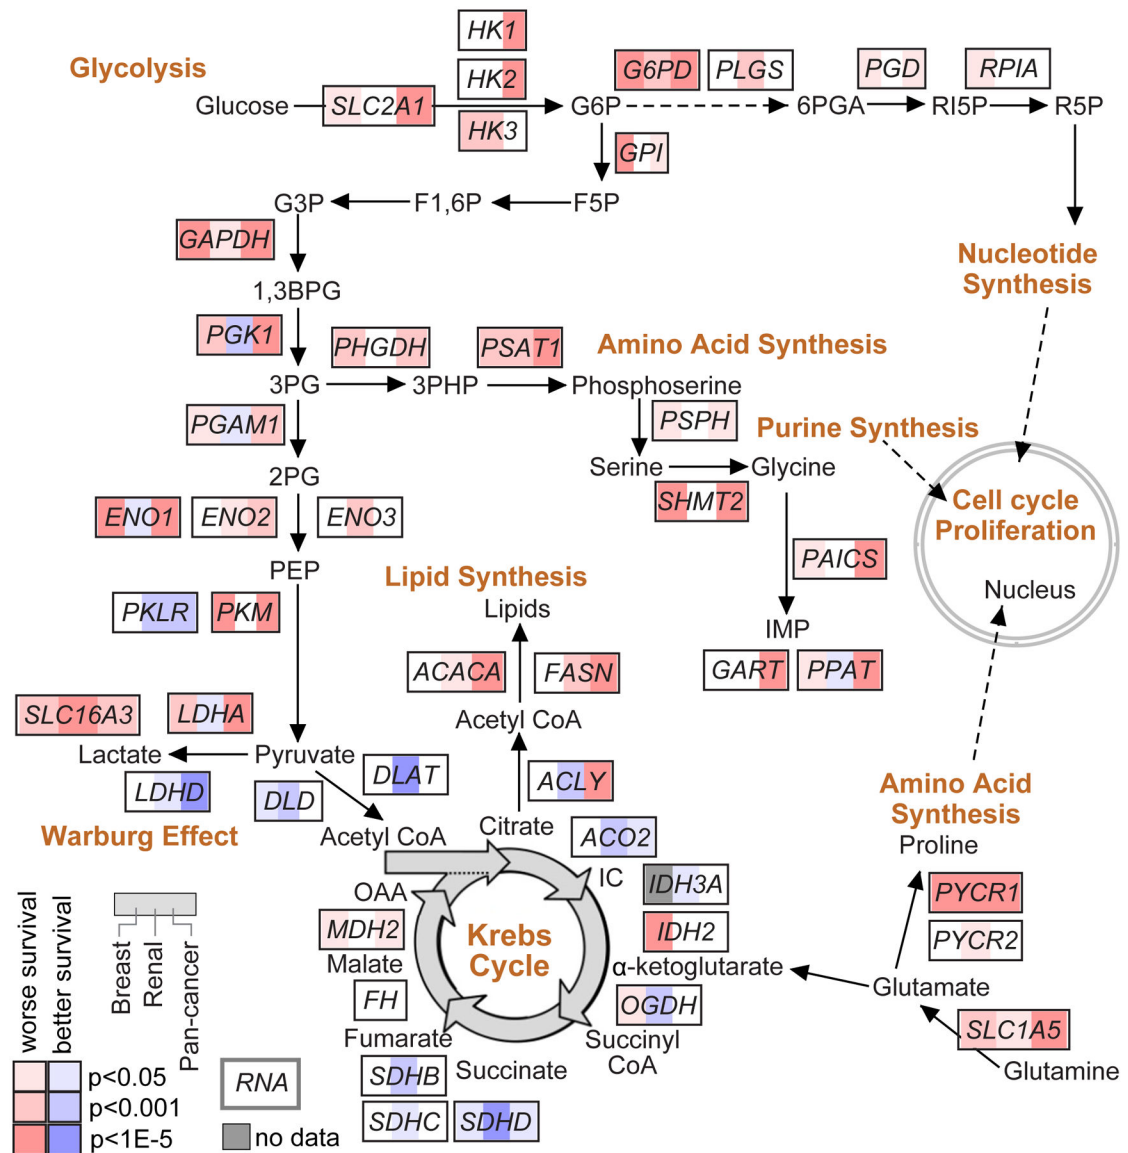 HK1
Glycolysis
HK2
G6PD
PLGS
PGD
RPIA
Glucose
SLC2A1
G6P
6PGA
RI5P
R5P
HK3
GPI
G3P
F1,6P
F5P
GAPDH
Nucleotide
Synthesis
1,3BPG
PGK1
PHGDH
PSAT1
Amino Acid Synthesis
3PG
3PHP
Phosphoserine
PGAM1
PSPH
Purine Synthesis
2PG
Serine
Glycine
ENO1
ENO2
ENO3
SHMT2
Cell cycle
Proliferation
PEP
PAICS
Lipid Synthesis
Nucleus
Lipids
PKLR
PKM
IMP
ACACA
FASN
GART
PPAT
SLC16A3
LDHA
Acetyl CoA
Lactate
Pyruvate
DLAT
ACLY
LDHD
DLD
Amino Acid
Synthesis
Warburg Effect
Acetyl CoA
Citrate
ACO2
Proline
IC
IDH3A
PYCR1
OAA
MDH2
Krebs
Cycle
IDH2
PYCR2
Malate
α-ketoglutarate
Glutamate
FH
OGDH
SLC1A5
Fumarate
Succinyl
CoA
Glutamine
SDHB
Succinate
SDHC
SDHD
worse survival
better survival
Breast
Renal
Pan-cancer
p<0.05
p<0.001
p<1E-5
RNA
no data